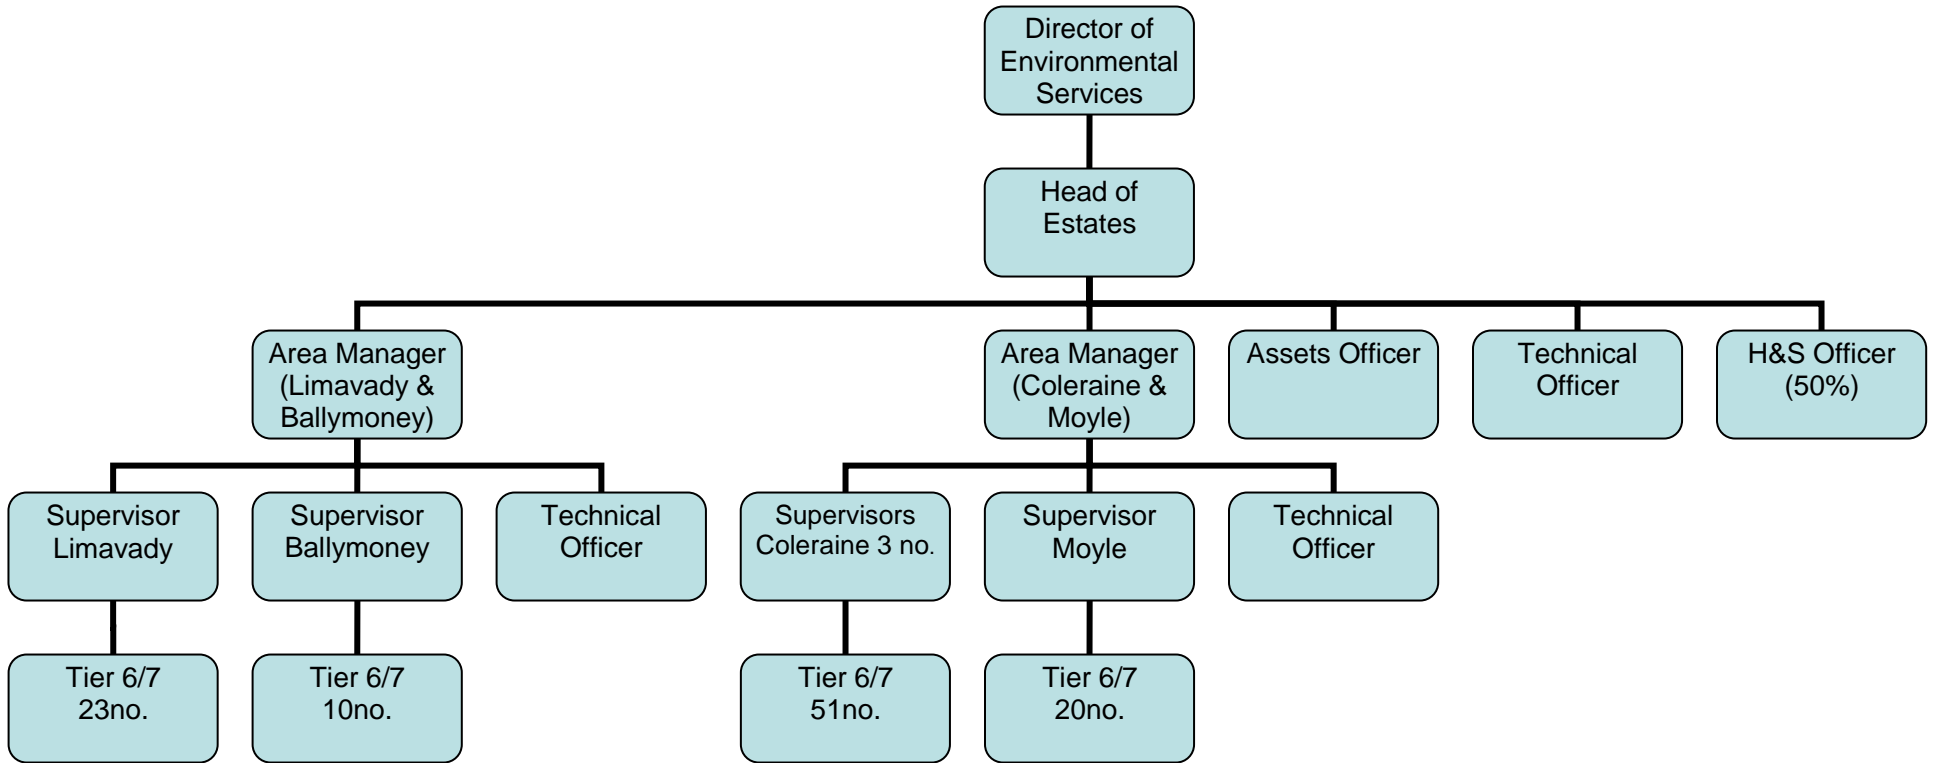 Director of
Environmental
Services
Head of
Estates
Area Manager
(Limavady &
Ballymoney)
Area Manager
(Coleraine &
Moyle)
Assets Officer
Technical
Officer
H&S Officer
(50%)
Supervisor
Limavady
Supervisor
Ballymoney
Technical
Officer
Supervisors
Coleraine 3 no.
Supervisor
Moyle
Technical
Officer
Tier 6/7
23no.
Tier 6/7
10no.
Tier 6/7
51no.
Tier 6/7
20no.